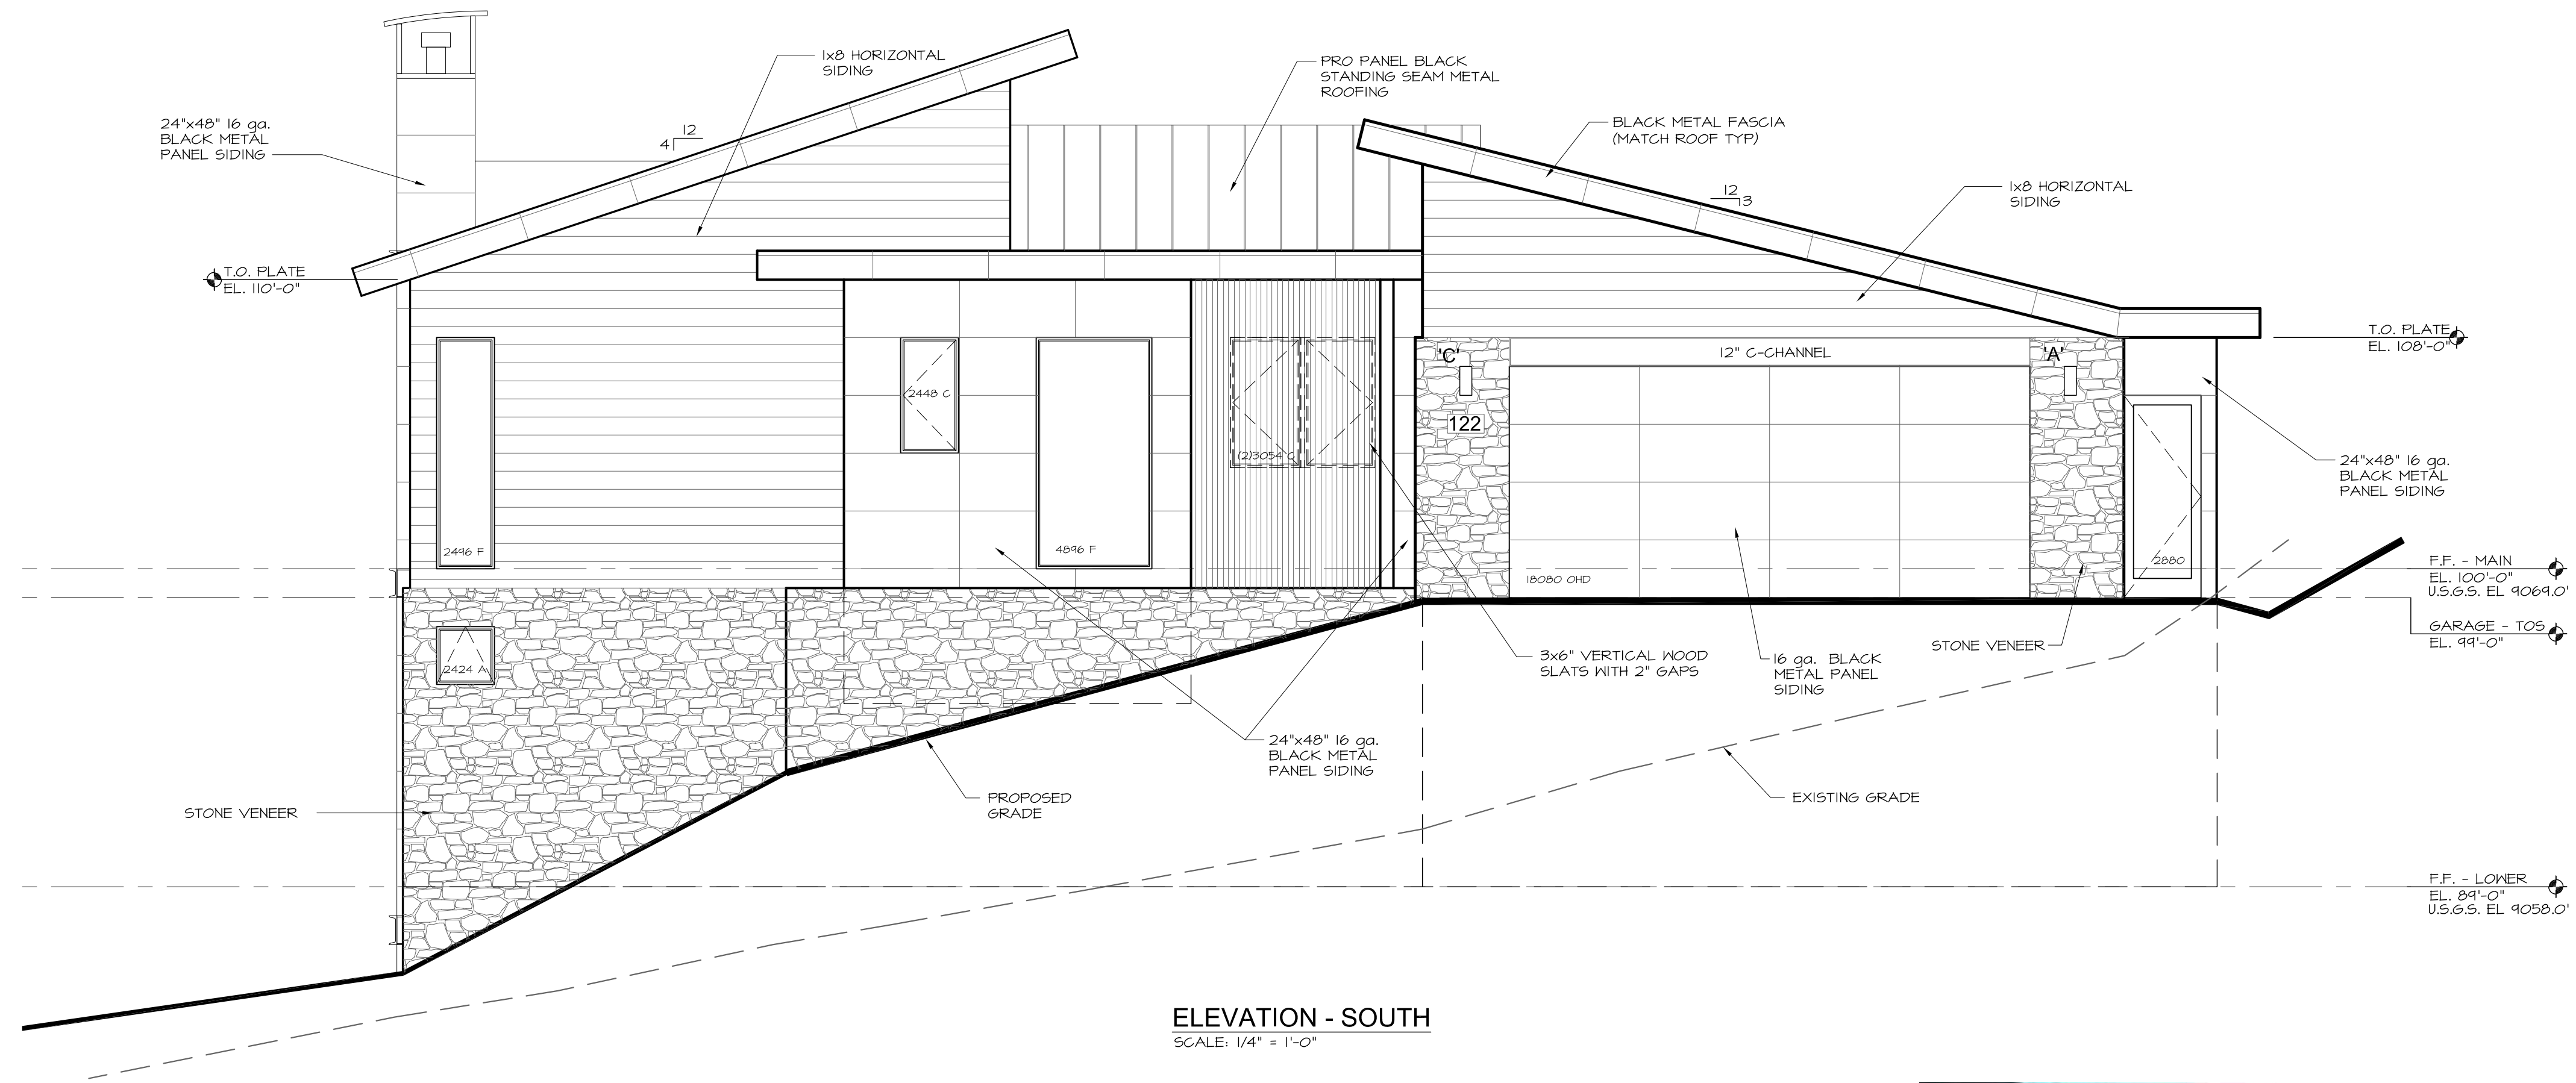 1x8 HORIZONTAL
SIDING
PRO PANEL BLACK
STANDING SEAM METAL
ROOFING
24"x48" 16 ga.
BLACK METAL
PANEL SIDING
12
4
BLACK METAL FASCIA
(MATCH ROOF TYP)
12
3
1x8 HORIZONTAL
SIDING
T.O. PLATE
EL. 110'-0"
T.O. PLATE
EL. 108'-0"
'C'
12" C-CHANNEL
'A'
2448 C
122
(2)3054 C
24"x48" 16 ga.
BLACK METAL
PANEL SIDING
2496 F
4896 F
18080 OHD
2880
F.F. - MAIN
EL. 100'-0"
U.S.G.S. EL 9069.0'
GARAGE - TOS
EL. 99'-0"
2424 A
3x6" VERTICAL WOOD
SLATS WITH 2" GAPS
16 ga. BLACK
METAL PANEL
SIDING
STONE VENEER
24"x48" 16 ga.
BLACK METAL
PANEL SIDING
STONE VENEER
PROPOSED
GRADE
EXISTING GRADE
F.F. - LOWER
EL. 89'-0"
U.S.G.S. EL 9058.0'
ELEVATION - SOUTH
SCALE: 1/4" = 1'-0"